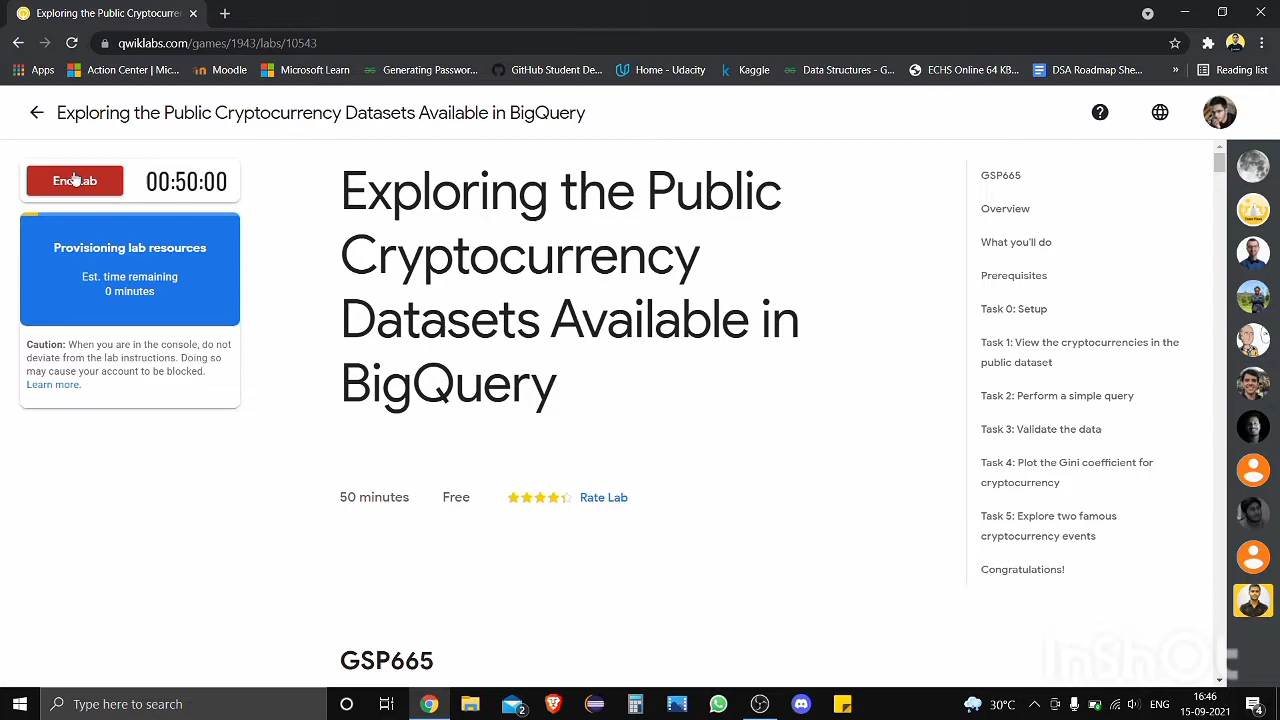 Exploring the Public Cryptocurren
qwiklabs.com/games/1943/labs/10543
Apps
Action Center | Mic...
Moodle
Microsoft Learn
Generating Passwor...
GitHub Student De...
Home - Udacity
Kaggle
Data Structures - G...
ECHS Online 64 KB...
DSA Roadmap She...
»
Reading list
Exploring the Public Cryptocurrency Datasets Available in BigQuery
End Lab
00:50:00
Provisioning lab resources
Est. time remaining
0 minutes
Caution: When you are in the console, do not
deviate from the lab instructions. Doing so
may cause your account to be blocked.
Learn more.
Exploring the Public
Cryptocurrency
Datasets Available in
BigQuery
50 minutes
Free
Rate Lab
GSP665
GSP665
Overview
What you'll do
Prerequisites
Task 0: Setup
Task 1: View the cryptocurrencies in the
public dataset
Task 2: Perform a simple query
Task 3: Validate the data
Task 4: Plot the Gini coefficient for
cryptocurrency
Task 5: Explore two famous
cryptocurrency events
Congratulations!
InShOt
Type here to search
2
30°C
ENG
16:46
15-09-2021
4